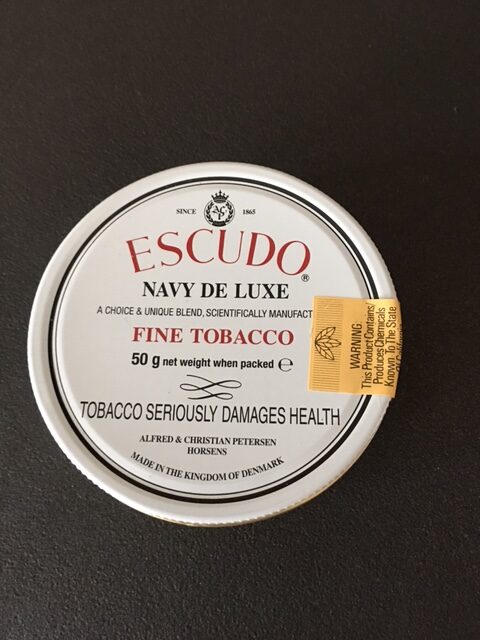 SINCE 1865
ESCUDO®
NAVY DE LUXE
A CHOICE & UNIQUE BLEND, SCIENTIFICALLY MANUFACT
FINE TOBACCO
50 g net weight when packed ℮
TOBACCO SERIOUSLY DAMAGES HEALTH
ALFRED & CHRISTIAN PETERSEN
HORSENS
MADE IN THE KINGDOM OF DENMARK
WARNING
This Product Contains/
Produces Chemicals
Known To The State